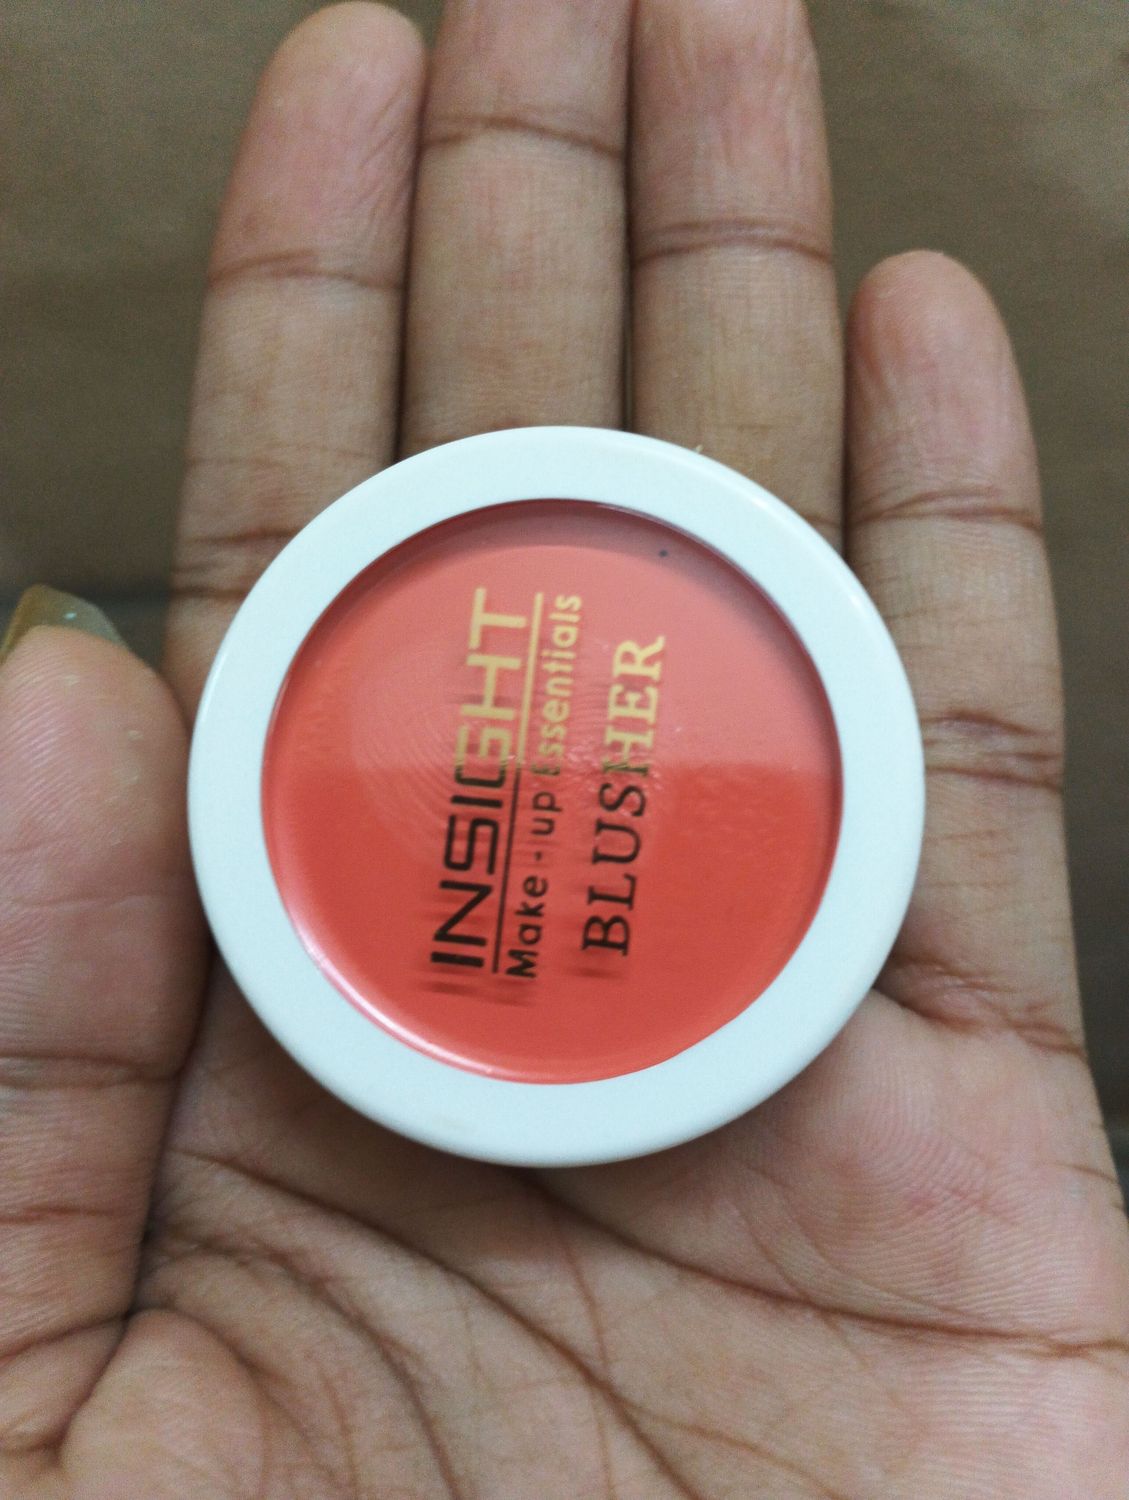 INSIGHT
Make-up Essentials
BLUSHER